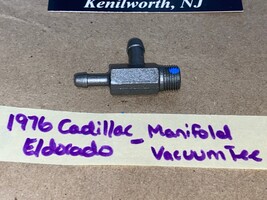 Kenilworth, NJ
1976 Cadillac - Manifold
Eldorado Vacuum Tee